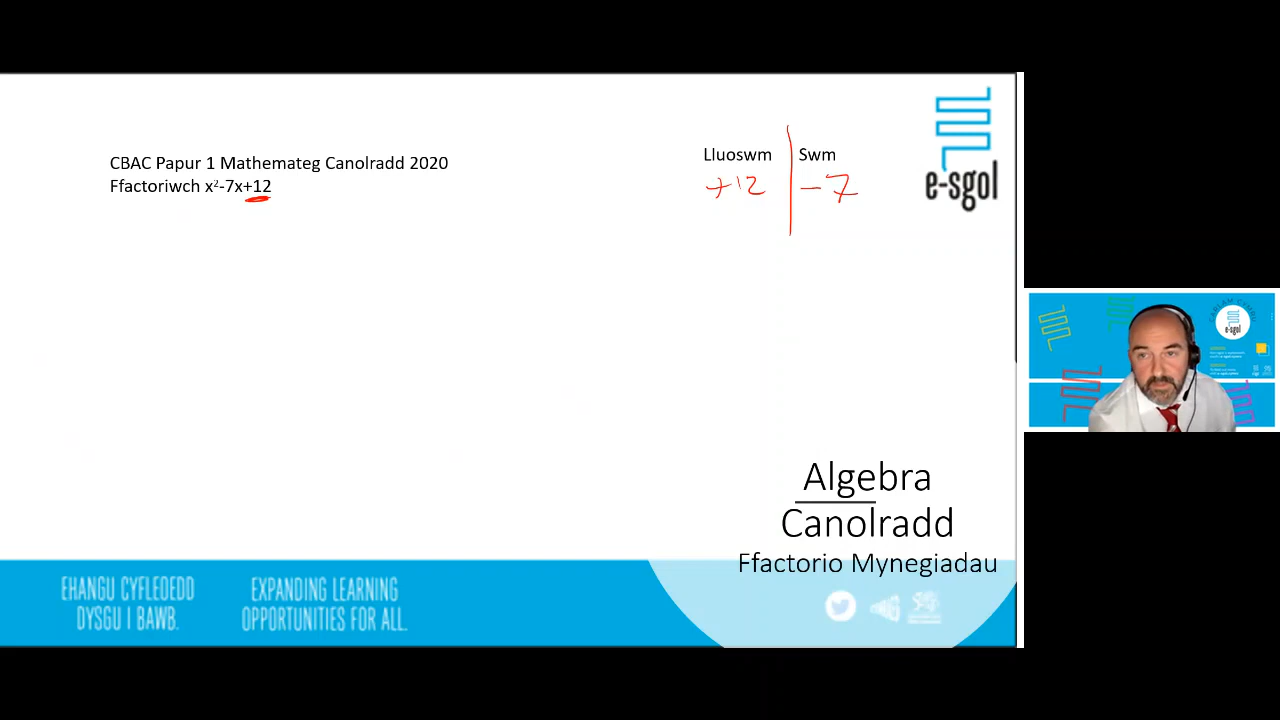 CBAC Papur 1 Mathemateg Canolradd 2020
Ffactoriwch x²-7x+12
Lluoswm
Swm
+12
-7
e-sgol
Algebra
Canolradd
Ffactorio Mynegiadau
EHANGU CYFLEOEDD
DYSGU I BAWB.
EXPANDING LEARNING
OPPORTUNITIES FOR ALL.
e-sgol